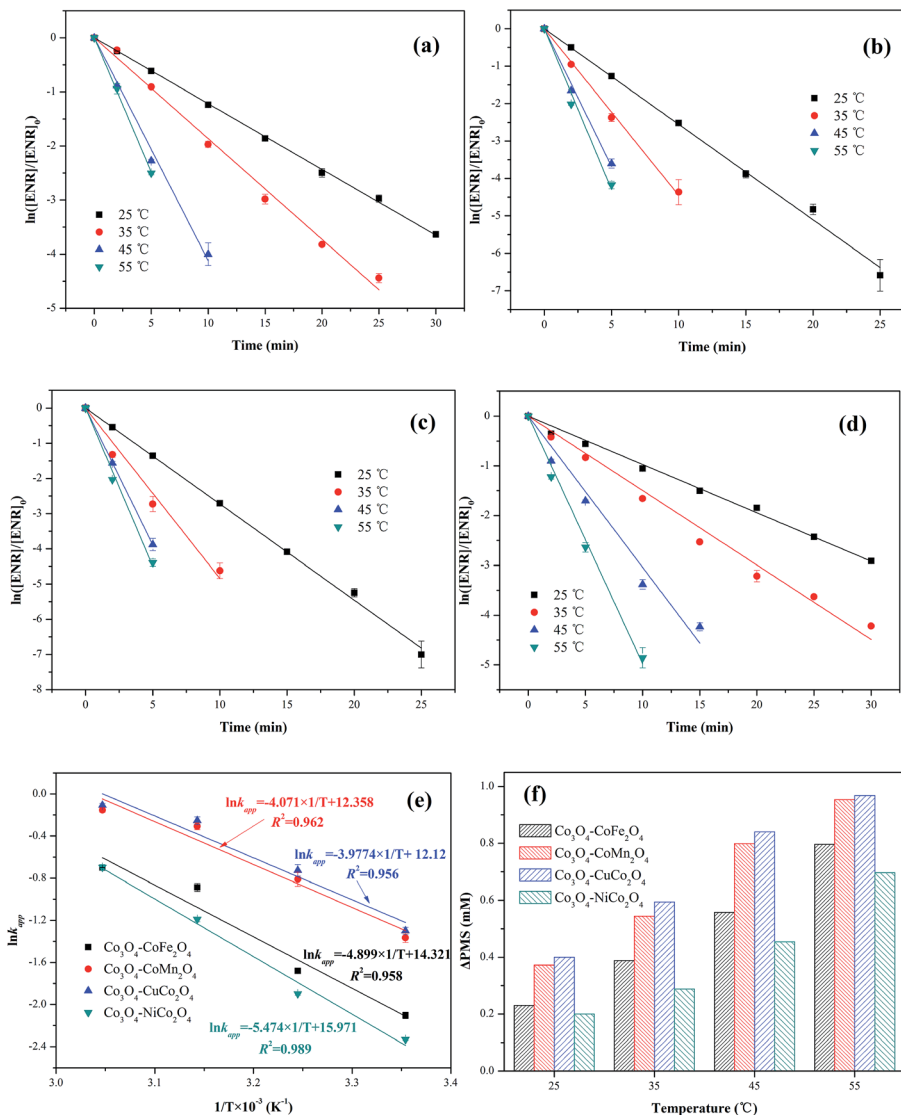 (a)
ln([ENR]/[ENR]0)
0
-1
-2
-3
-4
-5
25 ℃
35 ℃
45 ℃
55 ℃
0 5 10 15 20 25 30
Time (min)
(b)
ln([ENR]/[ENR]0)
0
-1
-2
-3
-4
-5
-6
-7
25 ℃
35 ℃
45 ℃
55 ℃
0 5 10 15 20 25
Time (min)
(c)
ln([ENR]/[ENR]0)
0
-1
-2
-3
-4
-5
-6
-7
-8
25 ℃
35 ℃
45 ℃
55 ℃
0 5 10 15 20 25
Time (min)
(d)
ln([ENR]/[ENR]0)
0
-1
-2
-3
-4
-5
25 ℃
35 ℃
45 ℃
55 ℃
0 5 10 15 20 25 30
Time (min)
(e)
lnkapp
0.0
-0.4
-0.8
-1.2
-1.6
-2.0
-2.4
lnkapp=-4.071×1/T+12.358
R²=0.962
lnkapp=-3.9774×1/T+ 12.12
R²=0.956
lnkapp=-4.899×1/T+14.321
R²=0.958
lnkapp=-5.474×1/T+15.971
R²=0.989
Co3O4-CoFe2O4
Co3O4-CoMn2O4
Co3O4-CuCo2O4
Co3O4-NiCo2O4
3.0 3.1 3.2 3.3 3.4
1/T×10⁻³ (K⁻¹)
(f)
ΔPMS (mM)
1.0
0.8
0.6
0.4
0.2
0.0
Co3O4-CoFe2O4
Co3O4-CoMn2O4
Co3O4-CuCo2O4
Co3O4-NiCo2O4
25 35 45 55
Temperature (℃)